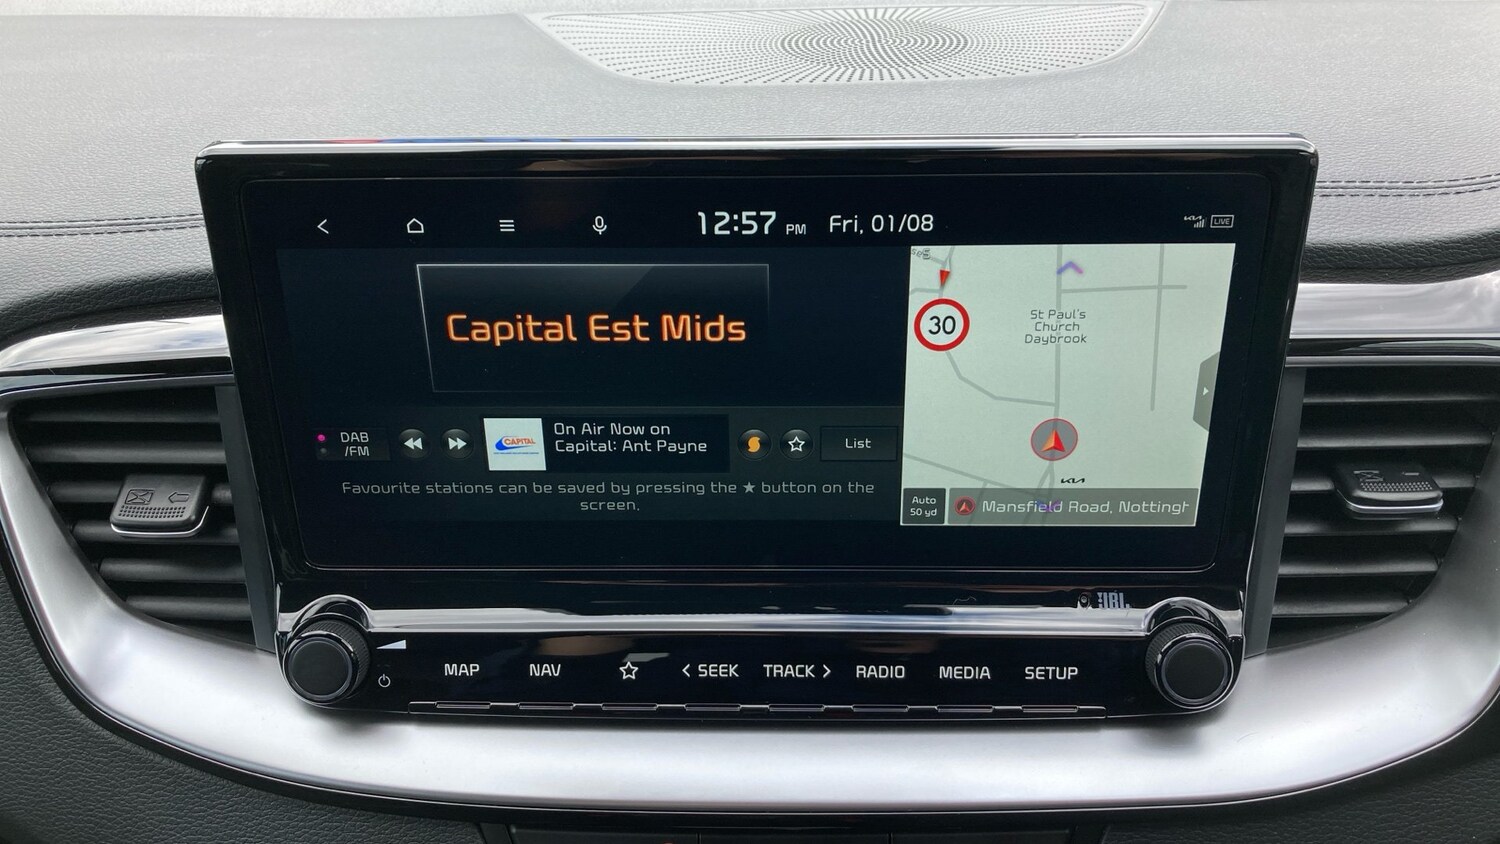 12:57 PM Fri, 01/08
LIVE
Capital Est Mids
30
St Paul's
Church
Daybrook
DAB
/FM
CAPITAL
On Air Now on
Capital: Ant Payne
List
Favourite stations can be saved by pressing the ★ button on the
screen.
Auto
50 yd
Mansfield Road, Nottingh
JBL
MAP NAV SEEK TRACK RADIO MEDIA SETUP